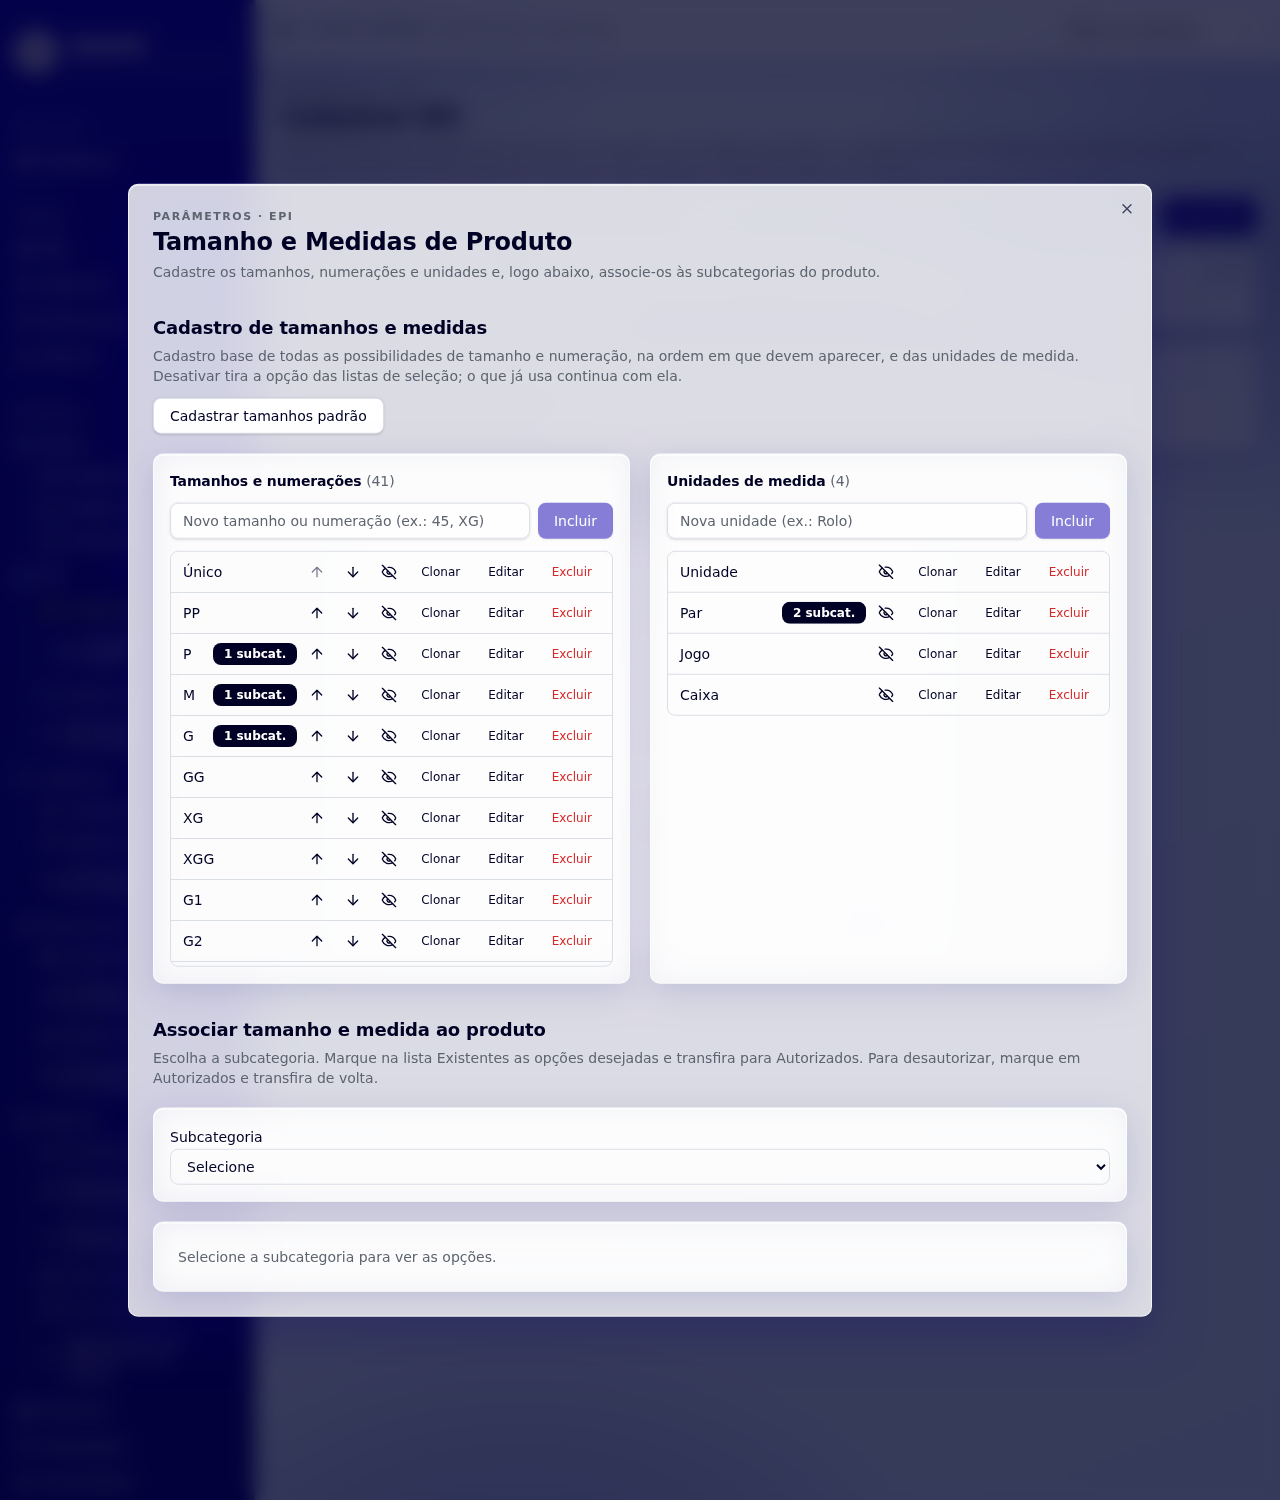 PARÂMETROS · EPI
Tamanho e Medidas de Produto
Cadastre os tamanhos, numerações e unidades e, logo abaixo, associe-os às subcategorias do produto.
Cadastro de tamanhos e medidas
Cadastro base de todas as possibilidades de tamanho e numeração, na ordem em que devem aparecer, e das unidades de medida.
Desativar tira a opção das listas de seleção; o que já usa continua com ela.
Cadastrar tamanhos padrão
Tamanhos e numerações (41)
Novo tamanho ou numeração (ex.: 45, XG) Incluir
Único Clonar Editar Excluir
PP Clonar Editar Excluir
P 1 subcat. Clonar Editar Excluir
M 1 subcat. Clonar Editar Excluir
G 1 subcat. Clonar Editar Excluir
GG Clonar Editar Excluir
XG Clonar Editar Excluir
XGG Clonar Editar Excluir
G1 Clonar Editar Excluir
G2 Clonar Editar Excluir
Unidades de medida (4)
Nova unidade (ex.: Rolo) Incluir
Unidade Clonar Editar Excluir
Par 2 subcat. Clonar Editar Excluir
Jogo Clonar Editar Excluir
Caixa Clonar Editar Excluir
Associar tamanho e medida ao produto
Escolha a subcategoria. Marque na lista Existentes as opções desejadas e transfira para Autorizados. Para desautorizar, marque em
Autorizados e transfira de volta.
Subcategoria
Selecione
Selecione a subcategoria para ver as opções.